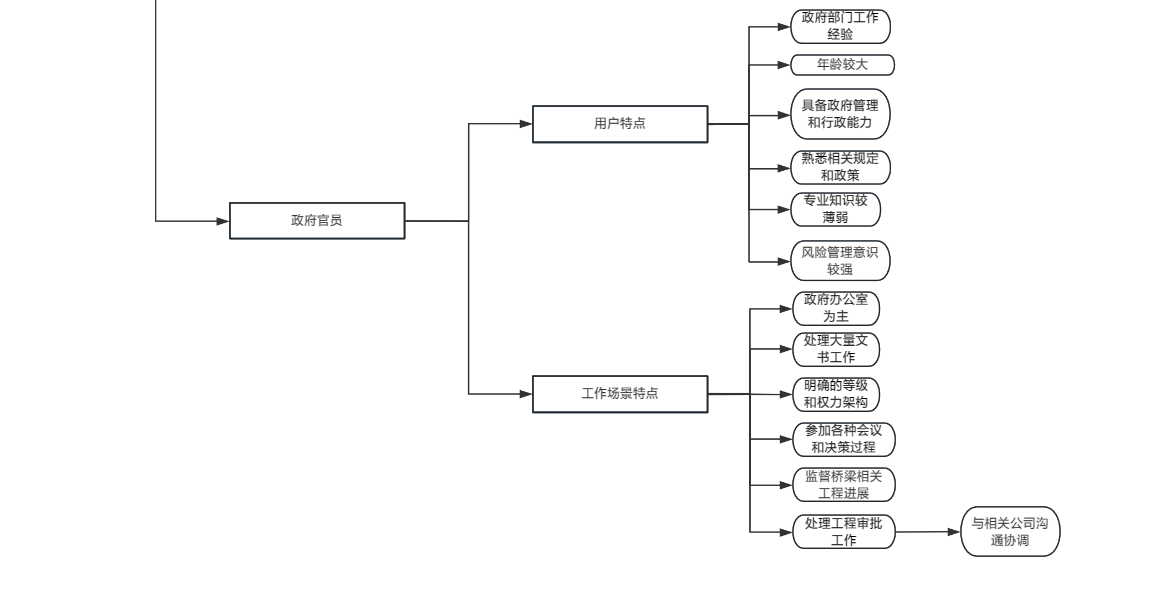 政府部门工作
经验
年龄较大
具备政府管理
和行政能力
用户特点
熟悉相关规定
和政策
专业知识较
薄弱
政府官员
风险管理意识
较强
政府办公室
为主
处理大量文
书工作
工作场景特点
明确的等级
和权力架构
参加各种会议
和决策过程
监督桥梁相关
工程进展
处理工程审批
工作
与相关公司沟
通协调